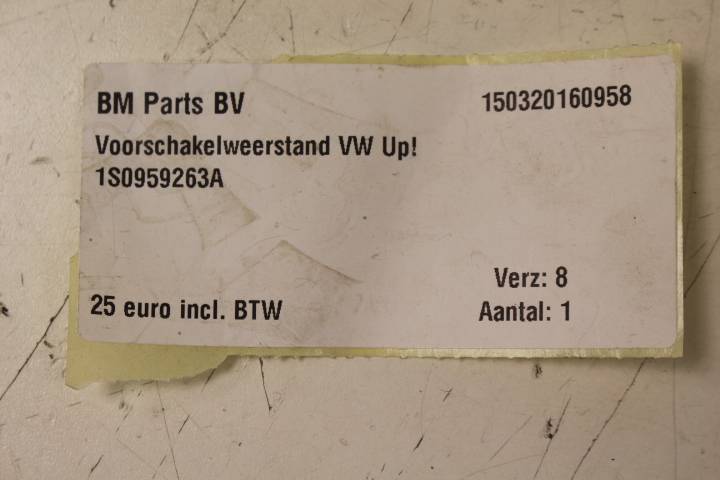 BM Parts BV
150320160958
Voorschakelweerstand VW Up!
1S0959263A
Verz: 8
25 euro incl. BTW
Aantal: 1